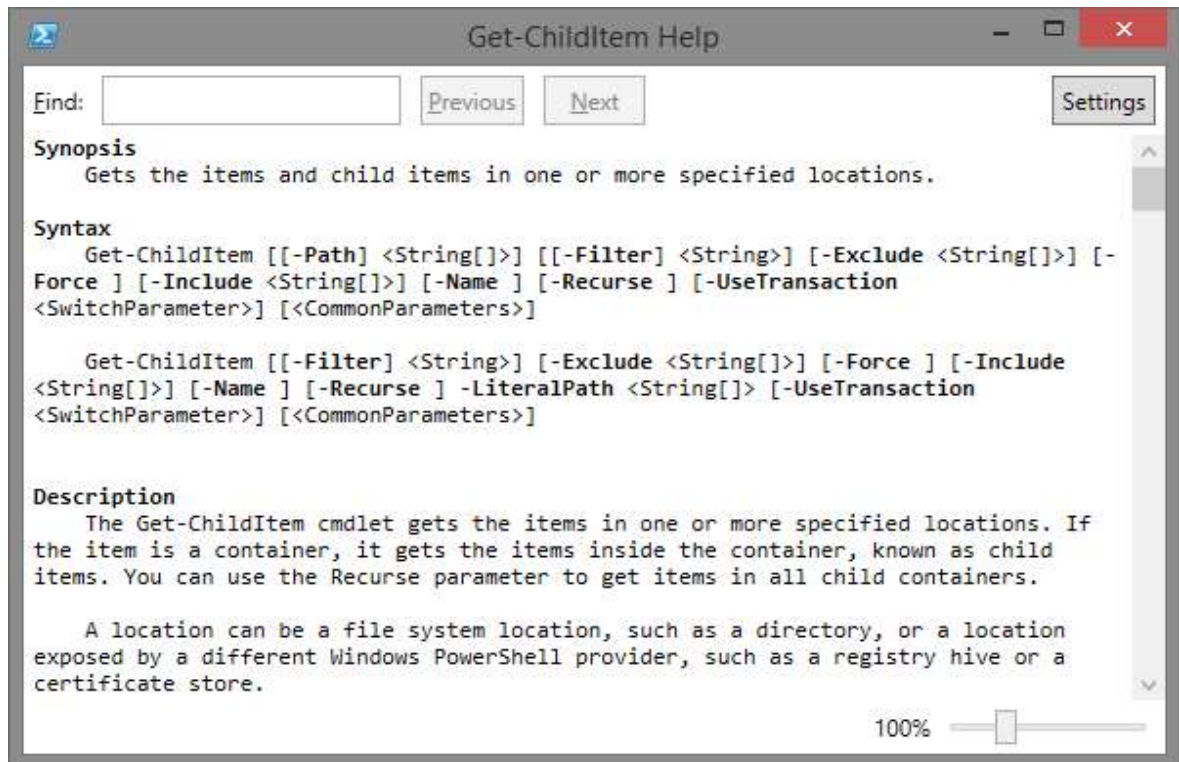 Get-ChildItem Help
Find: Previous Next Settings
Synopsis
Gets the items and child items in one or more specified locations.
Syntax
Get-ChildItem [[-Path] <String[]>] [[-Filter] <String>] [-Exclude <String[]>] [-
Force ] [-Include <String[]>] [-Name ] [-Recurse ] [-UseTransaction
<SwitchParameter>] [<CommonParameters>]
Get-ChildItem [[-Filter] <String>] [-Exclude <String[]>] [-Force ] [-Include
<String[]>] [-Name ] [-Recurse ] -LiteralPath <String[]> [-UseTransaction
<SwitchParameter>] [<CommonParameters>]
Description
The Get-ChildItem cmdlet gets the items in one or more specified locations. If
the item is a container, it gets the items inside the container, known as child
items. You can use the Recurse parameter to get items in all child containers.
A location can be a file system location, such as a directory, or a location
exposed by a different Windows PowerShell provider, such as a registry hive or a
certificate store.
100%